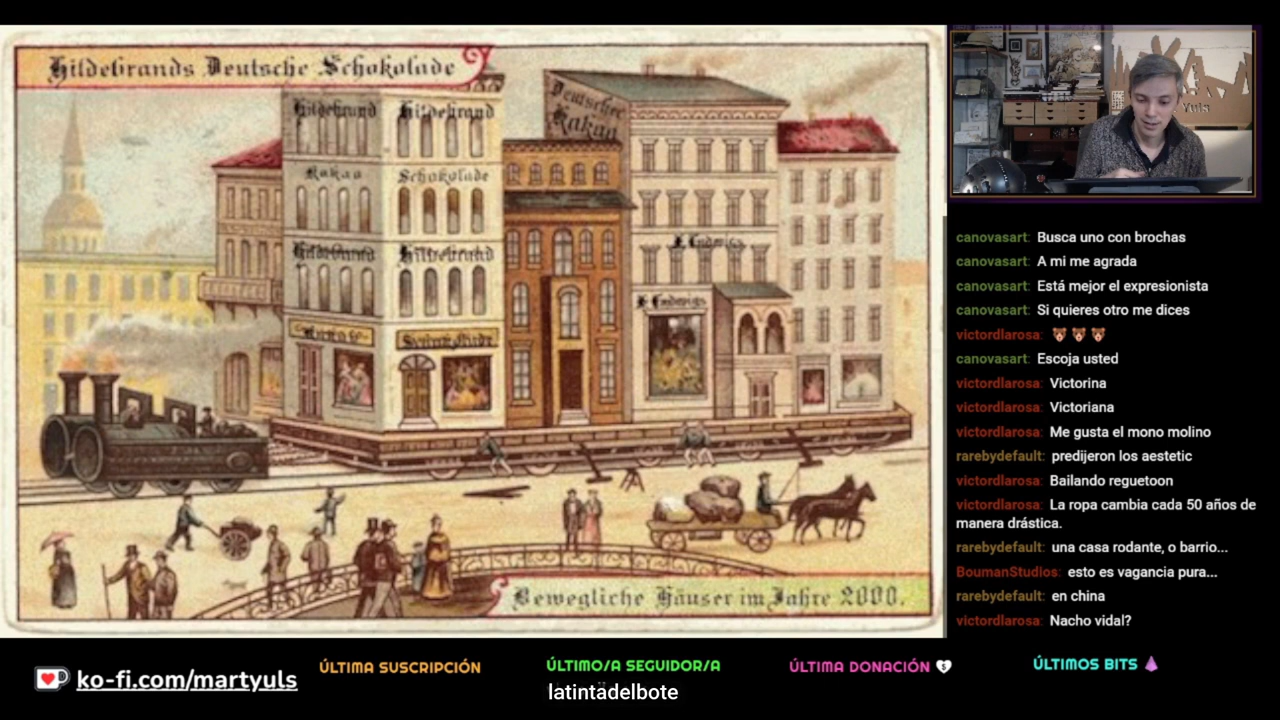 Hildebrands Deutsche Schokolade
Hildebrand Hildebrand
Deutscher
Kakao
Kakao Schokolade
Hildebrand Hildebrand
Bewegliche Häuser im Jahre 2000.
Yuls
canovasart: Busca uno con brochas
canovasart: A mi me agrada
canovasart: Está mejor el expresionista
canovasart: Si quieres otro me dices
victordlarosa: 🐻 🐻 🐻
canovasart: Escoja usted
victordlarosa: Victorina
victordlarosa: Victoriana
victordlarosa: Me gusta el mono molino
rarebydefault: predijeron los aestetic
victordlarosa: Bailando reguetoon
victordlarosa: La ropa cambia cada 50 años de
manera drástica.
rarebydefault: una casa rodante, o barrio...
BoumanStudios: esto es vagancia pura...
rarebydefault: en china
victordlarosa: Nacho vidal?
ko-fi.com/martyuls
ÚLTIMA SUSCRIPCIÓN
ÚLTIMO/A SEGUIDOR/A
latintädelbote
ÚLTIMA DONACIÓN
ÚLTIMOS BITS